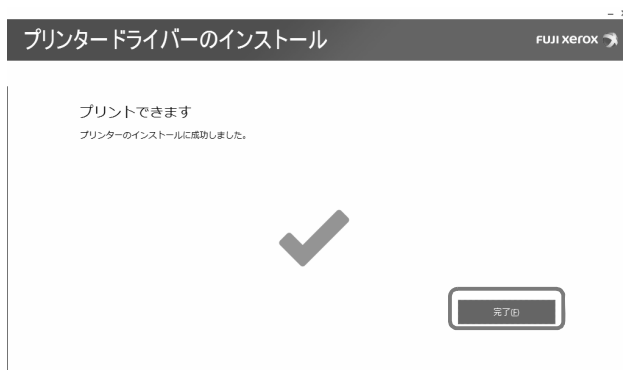 プリンタードライバーのインストール
FUJI xerox
プリントできます
プリンターのインストールに成功しました。
完了(F)